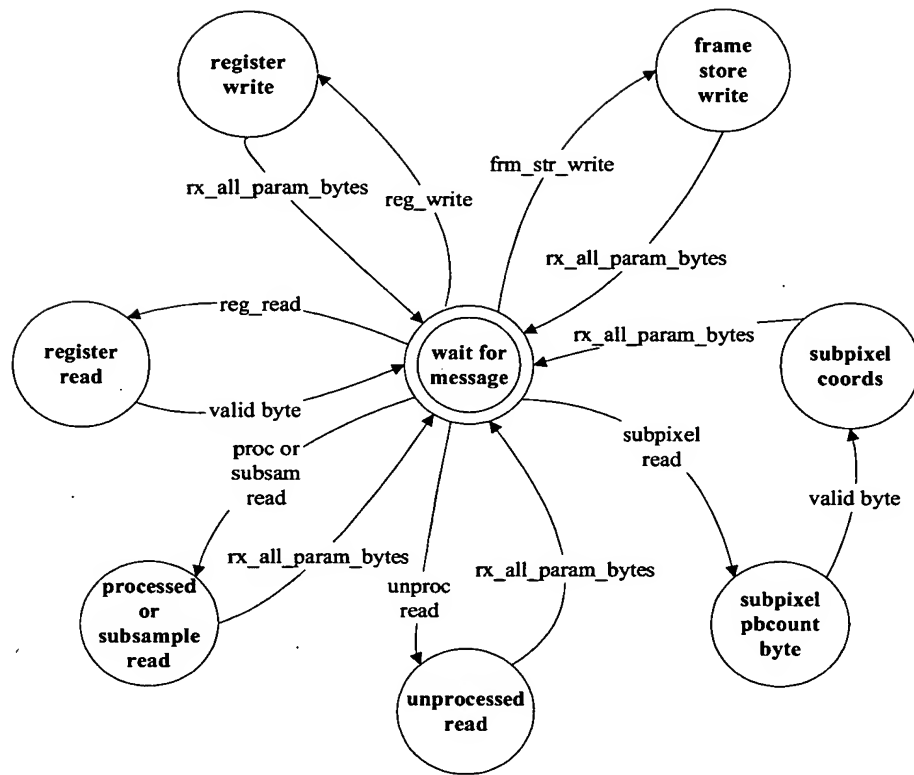 register
write
frame
store
write
rx_all_param_bytes
reg_write
frm_str_write
rx_all_param_bytes
reg_read
register
read
wait for
message
rx_all_param_bytes
subpixel
coords
valid byte
proc or
subsam
read
subpixel
read
valid byte
rx_all_param_bytes
unproc
read
rx_all_param_bytes
processed
or
subsample
read
subpixel
pbcount
byte
unprocessed
read